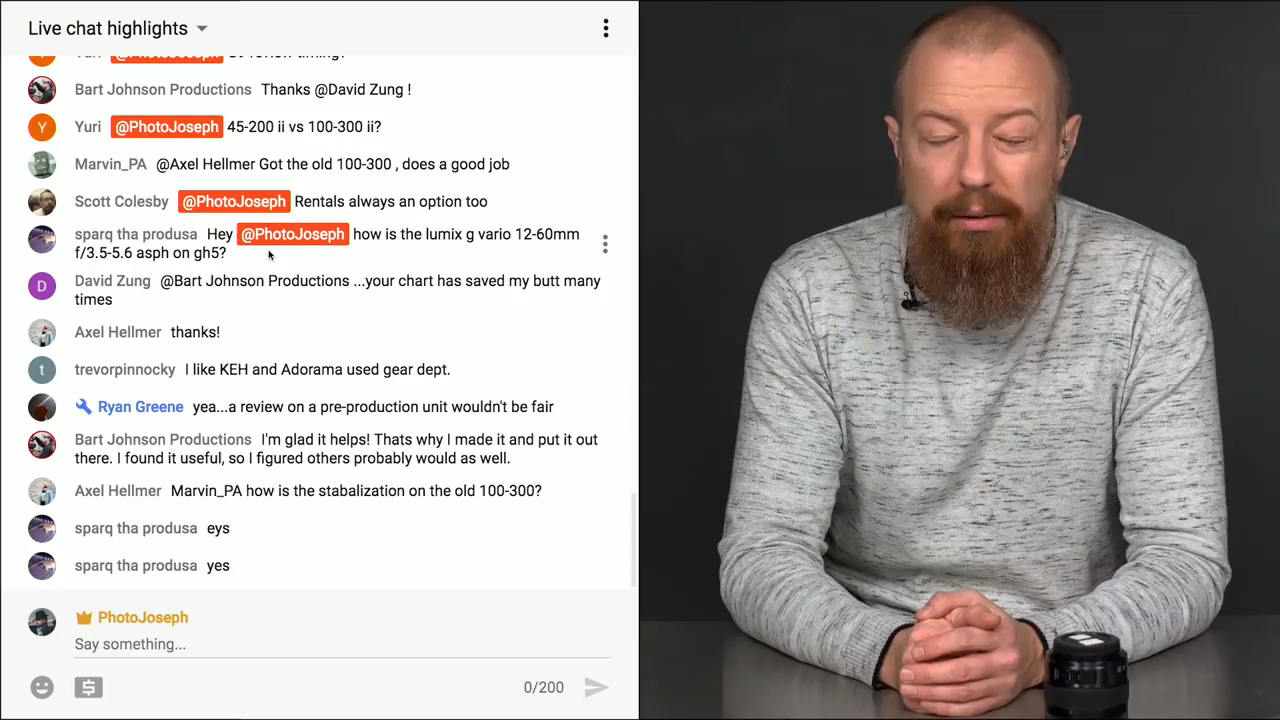 Live chat highlights
Bart Johnson Productions Thanks @David Zung !
Y Yuri @PhotoJoseph 45-200 ii vs 100-300 ii?
Marvin_PA @Axel Hellmer Got the old 100-300 , does a good job
Scott Colesby @PhotoJoseph Rentals always an option too
sparq tha produsa Hey @PhotoJoseph how is the lumix g vario 12-60mm
f/3.5-5.6 asph on gh5?
D David Zung @Bart Johnson Productions ...your chart has saved my butt many
times
Axel Hellmer thanks!
t trevorpinnocky I like KEH and Adorama used gear dept.
Ryan Greene yea...a review on a pre-production unit wouldn't be fair
Bart Johnson Productions I'm glad it helps! Thats why I made it and put it out
there. I found it useful, so I figured others probably would as well.
Axel Hellmer Marvin_PA how is the stabalization on the old 100-300?
sparq tha produsa eys
sparq tha produsa yes
PhotoJoseph
Say something...
0/200